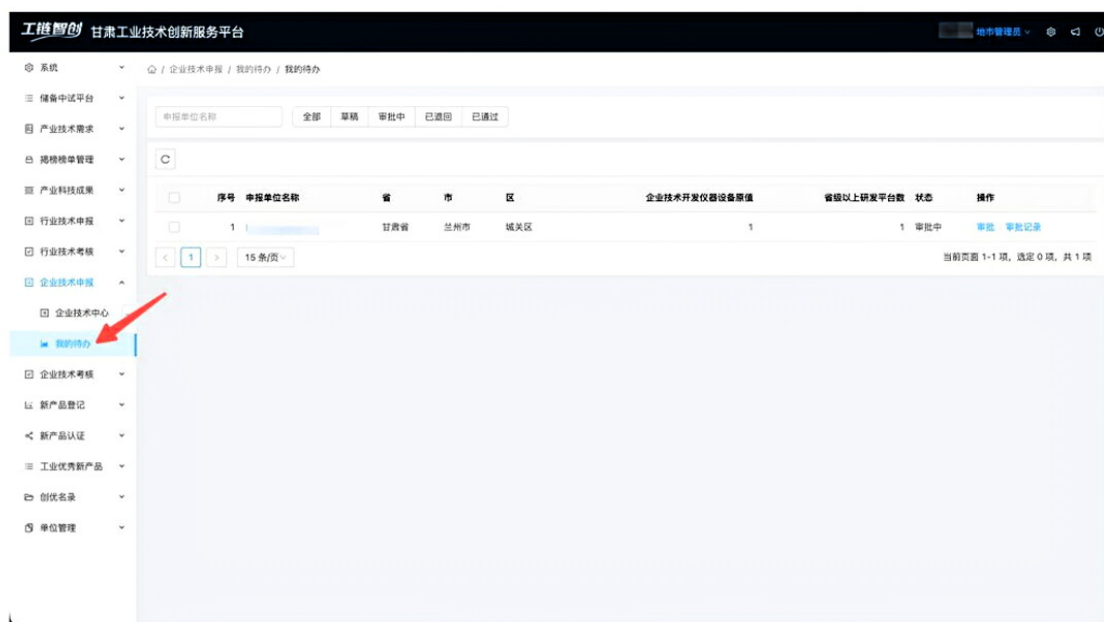 工链智创 甘肃工业技术创新服务平台
地市管理员
系统
储备中试平台
产业技术需求
揭榜榜单管理
产业科技成果
行业技术申报
行业技术考核
企业技术申报
企业技术中心
我的待办
企业技术考核
新产品登记
新产品认证
工业优秀新产品
创优名录
单位管理
/ 企业技术申报 / 我的待办 / 我的待办
申报单位名称 全部 草稿 审批中 已退回 已通过
序号 申报单位名称 省 市 区 企业技术开发仪器设备原值 省级以上研发平台数 状态 操作
1 甘肃省 兰州市 城关区 1 1 审批中 审批 审批记录
< 1 > 15 条/页 当前页面 1-1 项, 选定 0 项, 共 1 项